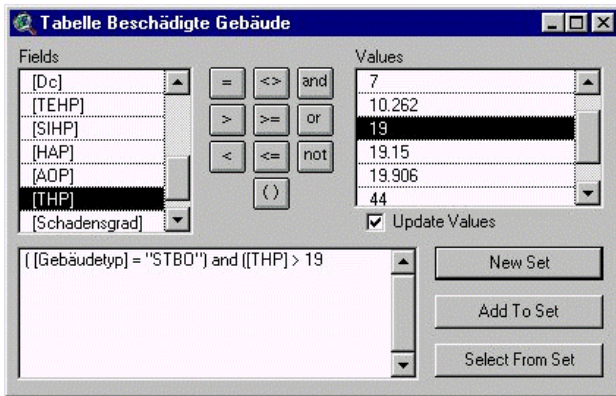 Tabelle Beschädigte Gebäude
Fields
[Dc]
[TEHP]
[SIHP]
[HAP]
[AOP]
[THP]
[Schadensgrad]
= <> and
> >= or
< <= not
( )
Values
7
10.262
19
19.15
19.906
44
Update Values
( [Gebäudetyp] = "STBO") and ([THP] > 19
New Set
Add To Set
Select From Set